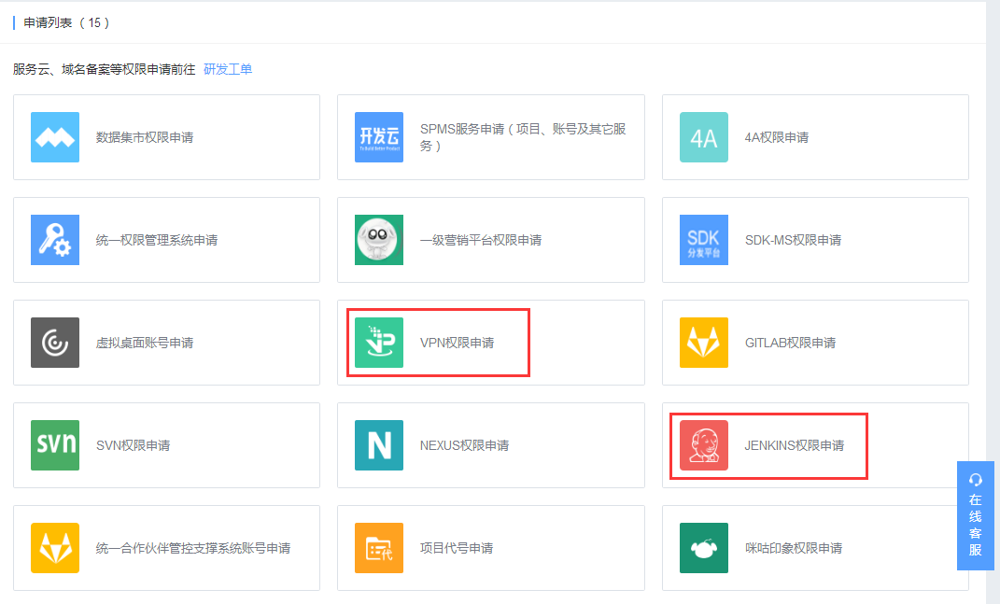 申请列表 （ 15 ）
服务云、域名备案等权限申请前往 研发工单
数据集市权限申请
开发云
To Build Better Product
SPMS服务申请（项目、账号及其它服
务）
4A
4A权限申请
统一权限管理系统申请
一级营销平台权限申请
SDK
分发平台
SDK-MS权限申请
虚拟桌面账号申请
VP
VPN权限申请
GITLAB权限申请
svn
SVN权限申请
N
NEXUS权限申请
JENKINS权限申请
统一合作伙伴管控支撑系统账号申请
代
项目代号申请
咪咕印象权限申请
在
线
客
服